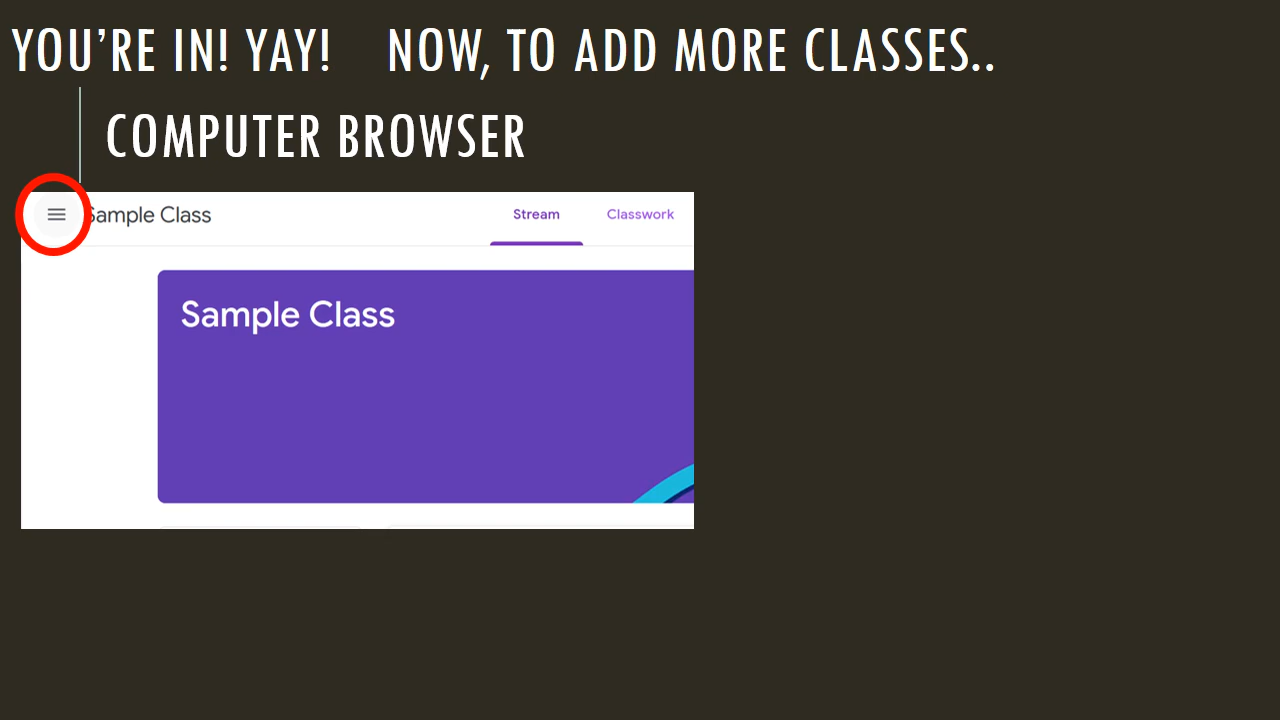 YOU'RE IN! YAY! NOW, TO ADD MORE CLASSES..
COMPUTER BROWSER
Sample Class Stream Classwork
Sample Class